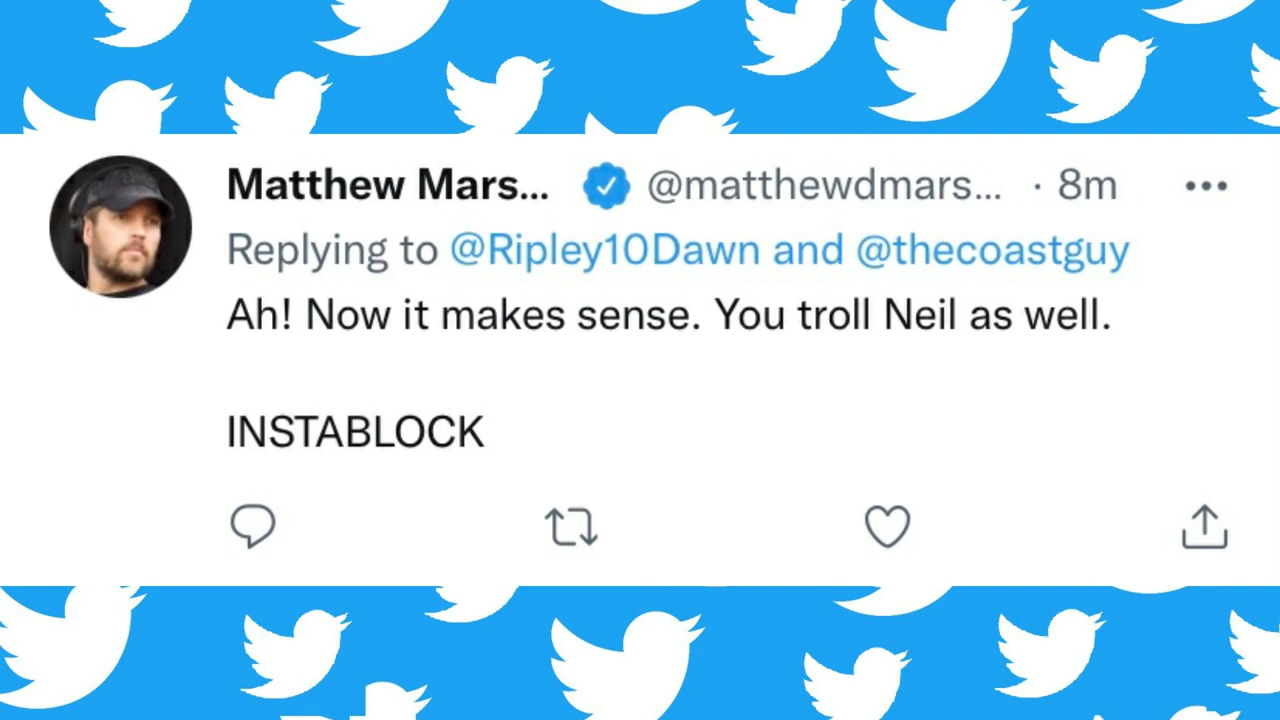 Matthew Mars... @matthewdmars... · 8m
Replying to @Ripley10Dawn and @thecoastguy
Ah! Now it makes sense. You troll Neil as well.
INSTABLOCK